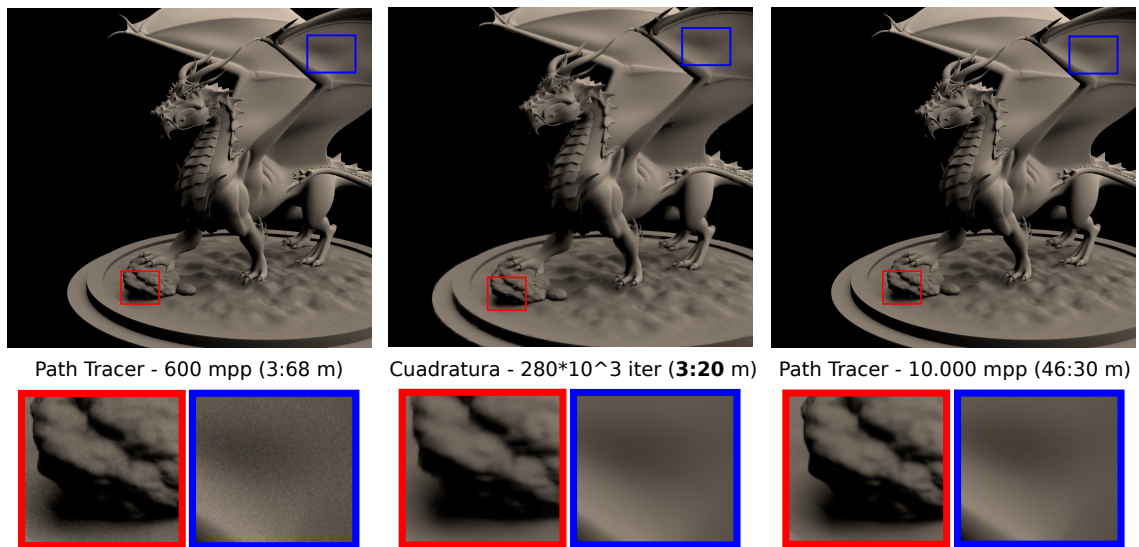 Path Tracer - 600 mpp (3:68 m)
Cuadratura - 280*10^3 iter (3:20 m)
Path Tracer - 10.000 mpp (46:30 m)